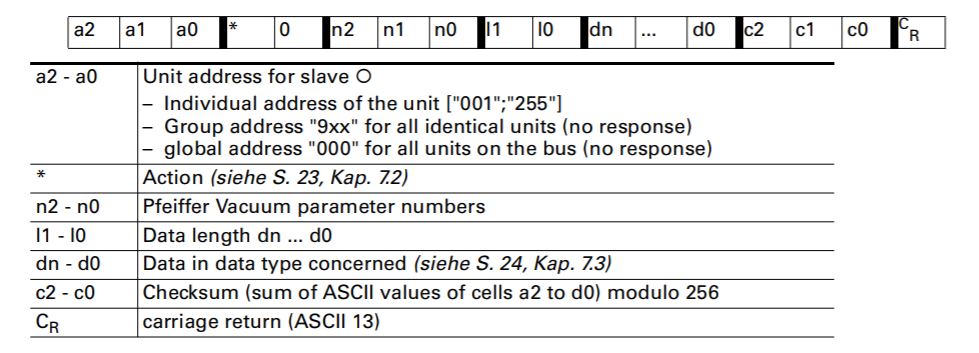 a2 a1 a0 * 0 n2 n1 n0 l1 l0 dn ... d0 c2 c1 c0 CR
a2 - a0 Unit address for slave O
– Individual address of the unit ["001";"255"]
– Group address "9xx" for all identical units (no response)
– global address "000" for all units on the bus (no response)
* Action (siehe S. 23, Kap. 7.2)
n2 - n0 Pfeiffer Vacuum parameter numbers
l1 - l0 Data length dn ... d0
dn - d0 Data in data type concerned (siehe S. 24, Kap. 7.3)
c2 - c0 Checksum (sum of ASCII values of cells a2 to d0) modulo 256
CR carriage return (ASCII 13)